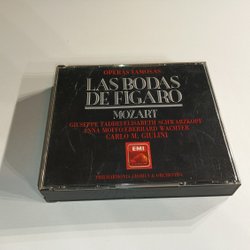 OPERAS FAMOSAS
LAS BODAS
DE FIGARO
MOZART
GIUSEPPE TADDEI/ELISABETH SCHWARZKOPF
ANNA MOFFO/EBERHARD WÄCHTER
CARLO M. GIULINI
EMI
PHILHARMONIA CHORUS & ORCHESTRA